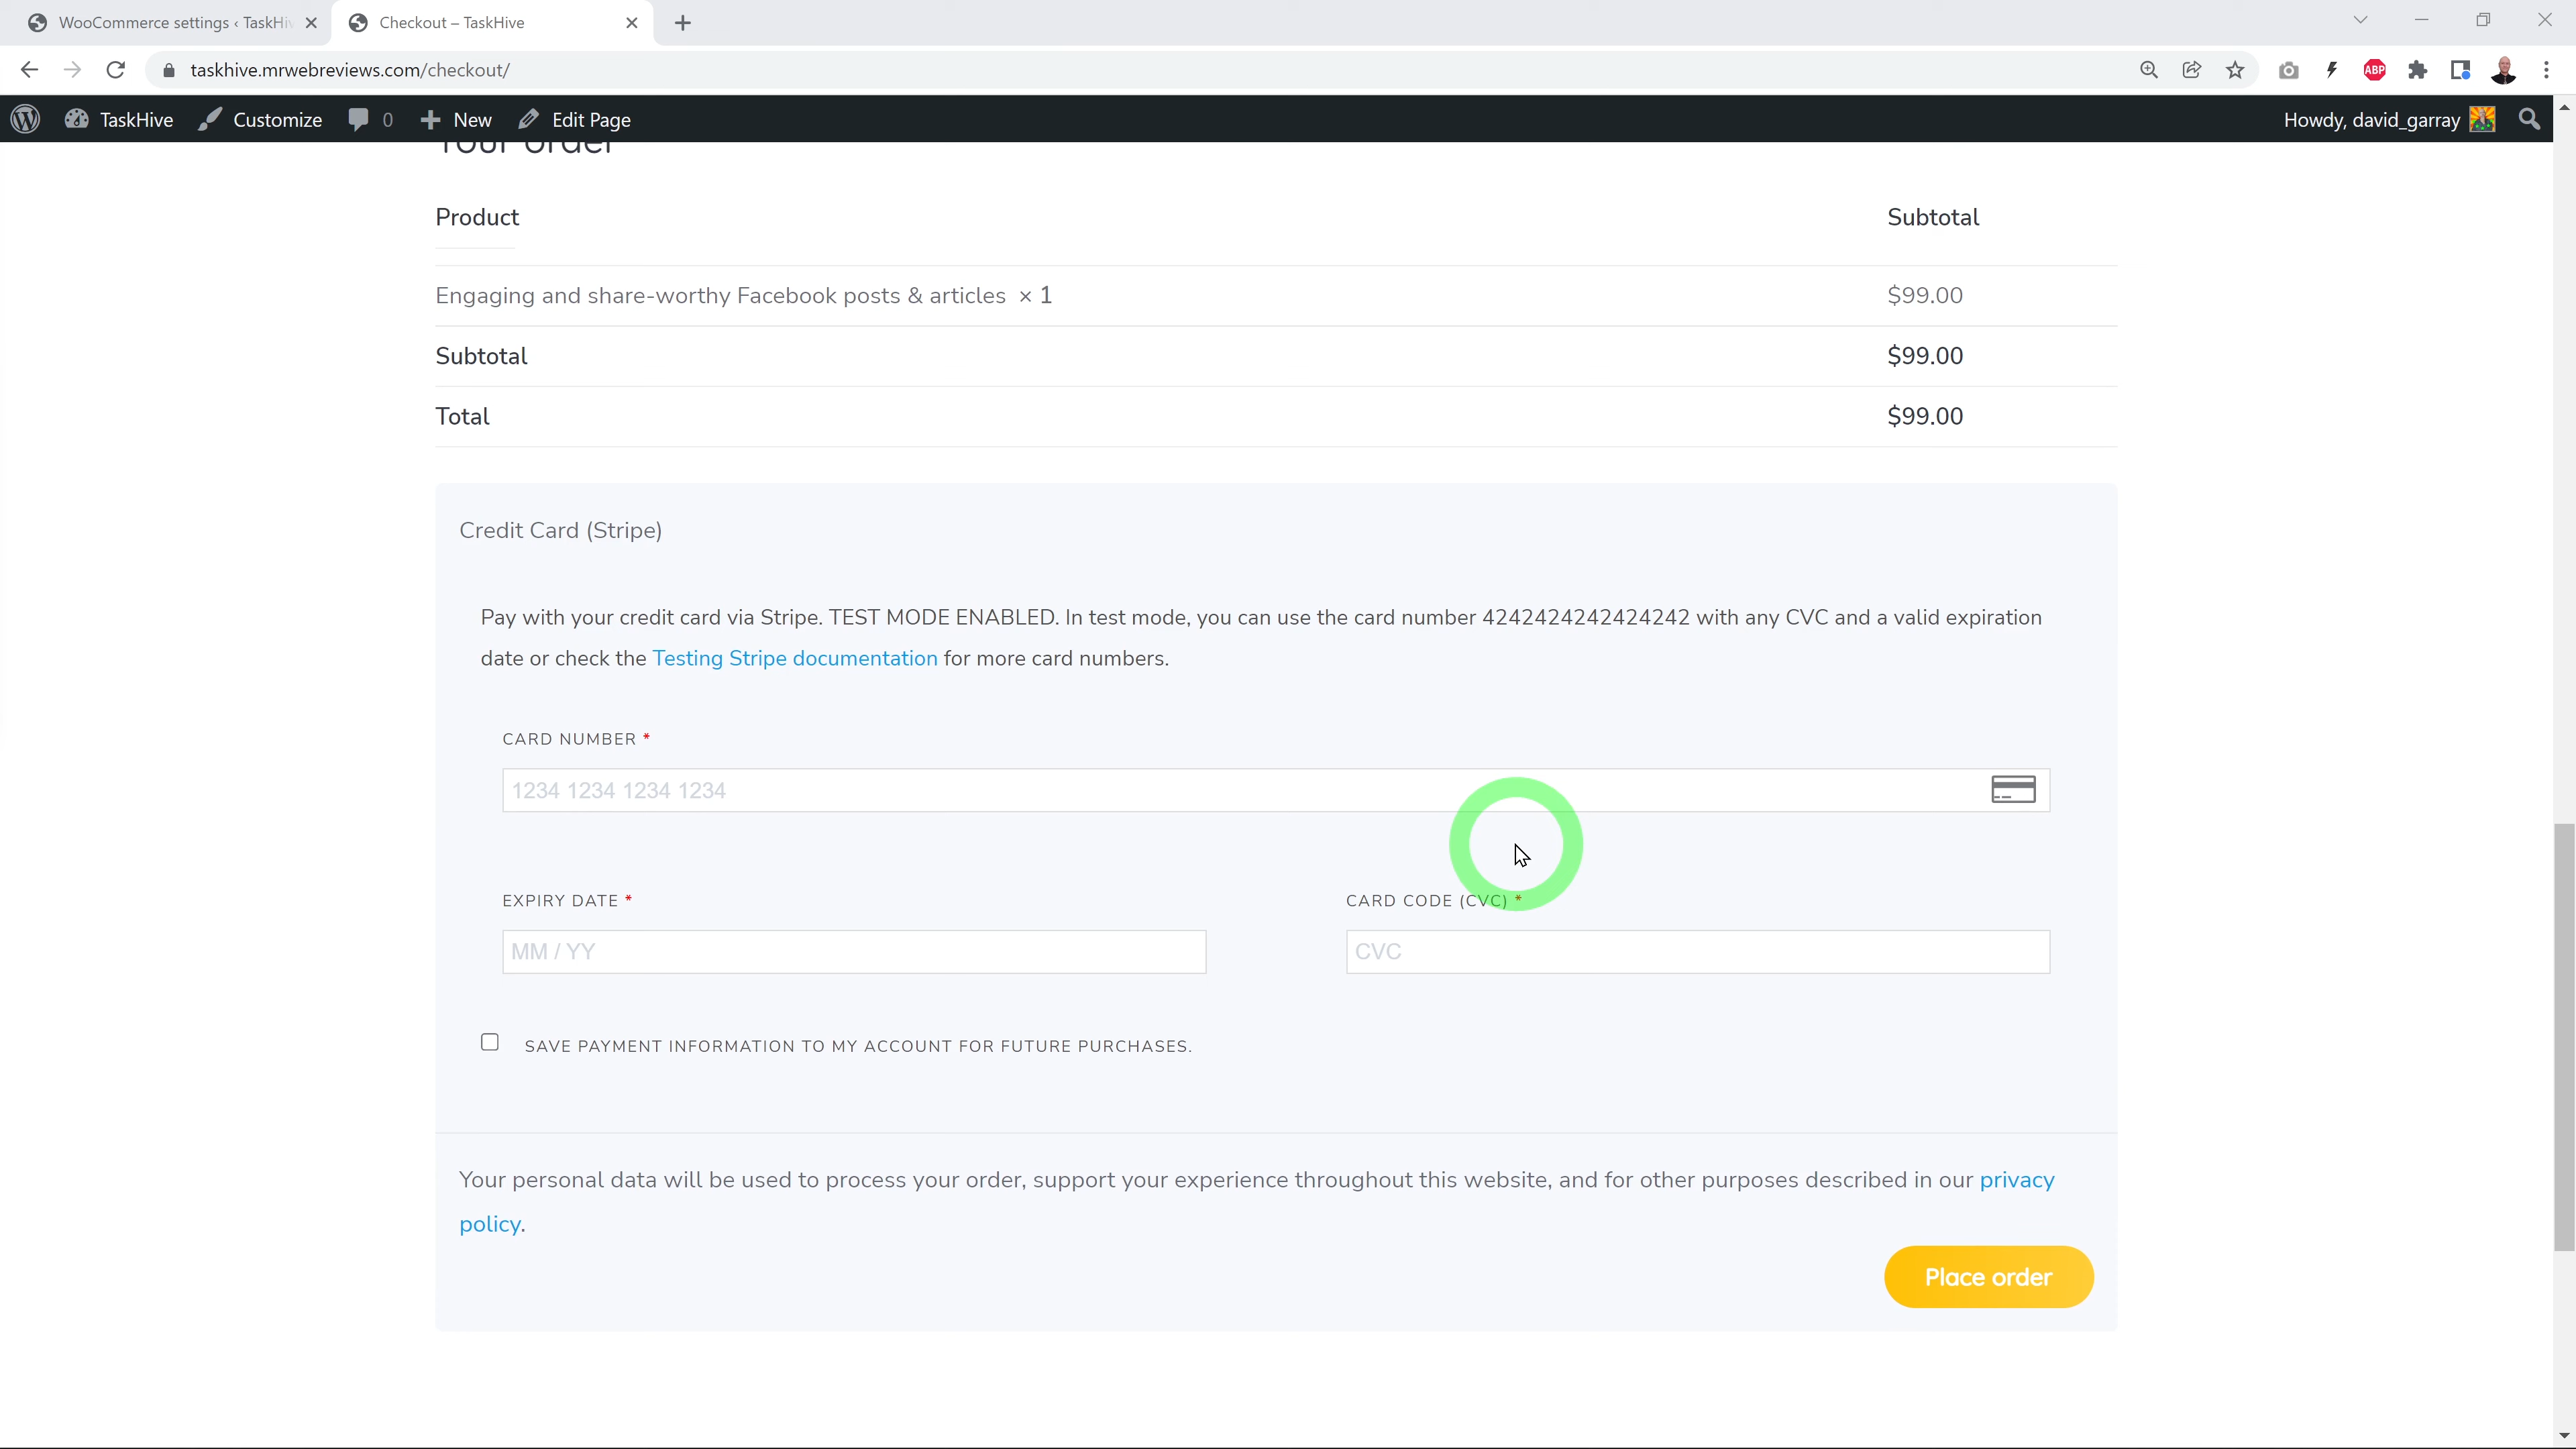 WooCommerce settings ‹ TaskHi
Checkout – TaskHive
taskhive.mrwebreviews.com/checkout/
ABP
TaskHive
Customize
0
New
Edit Page
Howdy, david_garray
Your order
Product Subtotal
Engaging and share-worthy Facebook posts & articles × 1 $99.00
Subtotal $99.00
Total $99.00
Credit Card (Stripe)
Pay with your credit card via Stripe. TEST MODE ENABLED. In test mode, you can use the card number 4242424242424242 with any CVC and a valid expiration
date or check the Testing Stripe documentation for more card numbers.
CARD NUMBER *
1234 1234 1234 1234
EXPIRY DATE * CARD CODE (CVC) *
MM / YY CVC
SAVE PAYMENT INFORMATION TO MY ACCOUNT FOR FUTURE PURCHASES.
Your personal data will be used to process your order, support your experience throughout this website, and for other purposes described in our privacy
policy.
Place order